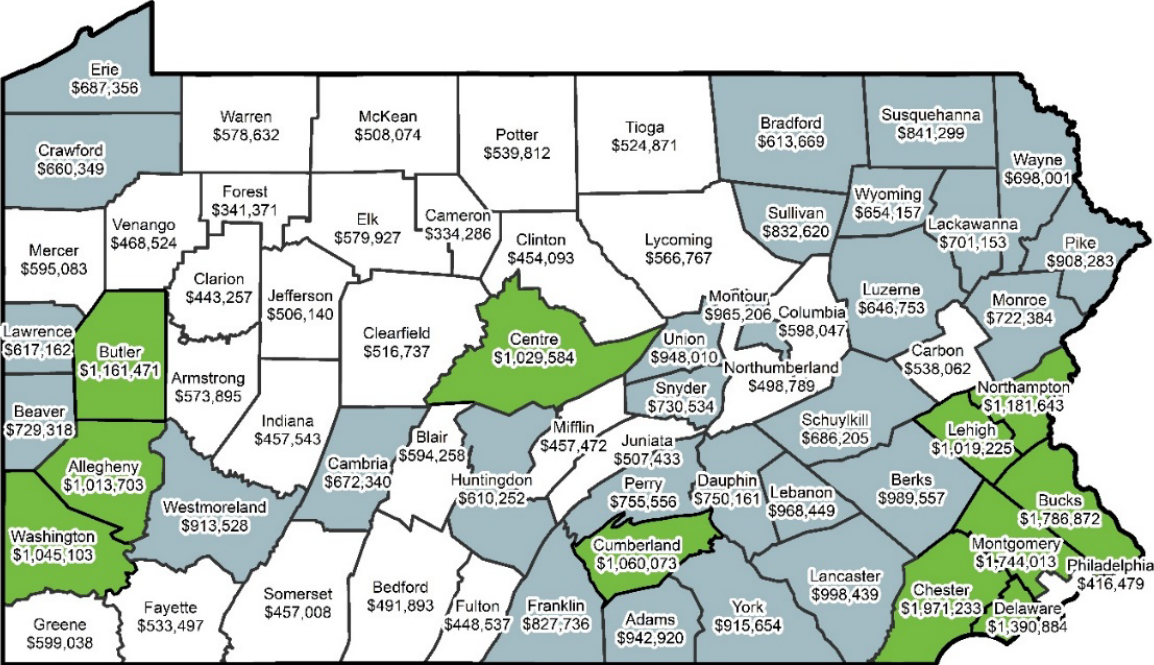 Erie
$687,356
Crawford
$660,349
Warren
$578,632
McKean
$508,074
Potter
$539,812
Tioga
$524,871
Bradford
$613,669
Susquehanna
$841,299
Wayne
$698,001
Forest
$341,371
Venango
$468,524
Elk
$579,927
Cameron
$334,286
Clinton
$454,093
Lycoming
$566,767
Sullivan
$832,620
Wyoming
$654,157
Lackawanna
$701,153
Pike
$908,283
Mercer
$595,083
Clarion
$443,257
Jefferson
$506,140
Clearfield
$516,737
Centre
$1,029,584
Union
$948,010
Montour
$965,206
Columbia
$598,047
Luzerne
$646,753
Monroe
$722,384
Lawrence
$617,162
Butler
$1,161,471
Armstrong
$573,895
Snyder
$730,534
Northumberland
$498,789
Carbon
$538,062
Northampton
$1,181,643
Beaver
$729,318
Indiana
$457,543
Cambria
$672,340
Blair
$594,258
Huntingdon
$610,252
Mifflin
$457,472
Juniata
$507,433
Schuylkill
$686,205
Lehigh
$1,019,225
Allegheny
$1,013,703
Westmoreland
$913,528
Perry
$755,556
Dauphin
$750,161
Lebanon
$968,449
Berks
$989,557
Bucks
$1,786,872
Washington
$1,045,103
Cumberland
$1,060,073
Montgomery
$1,744,013
Philadelphia
$416,479
Greene
$599,038
Fayette
$533,497
Somerset
$457,008
Bedford
$491,893
Fulton
$448,537
Franklin
$827,736
Adams
$942,920
York
$915,654
Lancaster
$998,439
Chester
$1,971,233
Delaware
$1,390,884